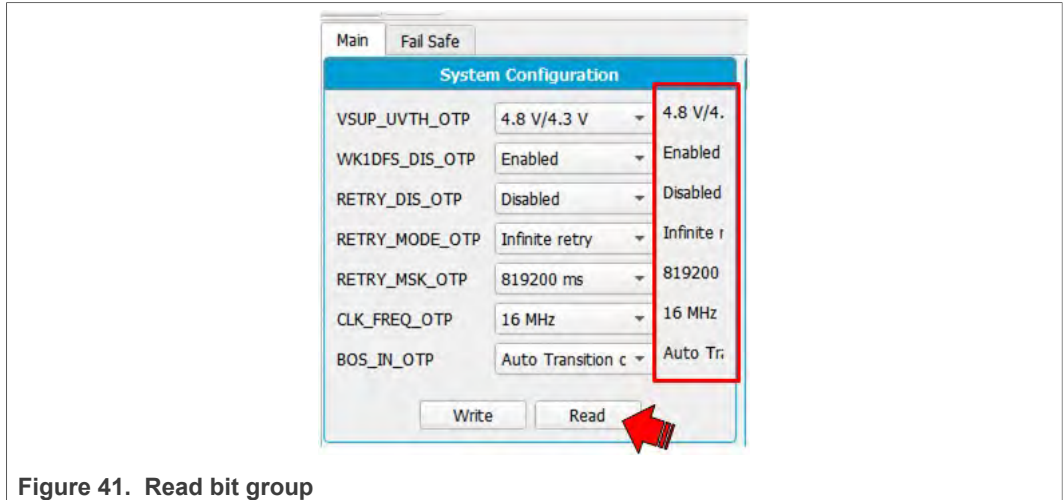 Main Fail Safe
System Configuration
VSUP_UVTH_OTP 4.8 V/4.3 V 4.8 V/4.
WK1DFS_DIS_OTP Enabled Enabled
RETRY_DIS_OTP Disabled Disabled
RETRY_MODE_OTP Infinite retry Infinite r
RETRY_MSK_OTP 819200 ms 819200
CLK_FREQ_OTP 16 MHz 16 MHz
BOS_IN_OTP Auto Transition c Auto Tra
Write Read
Figure 41. Read bit group